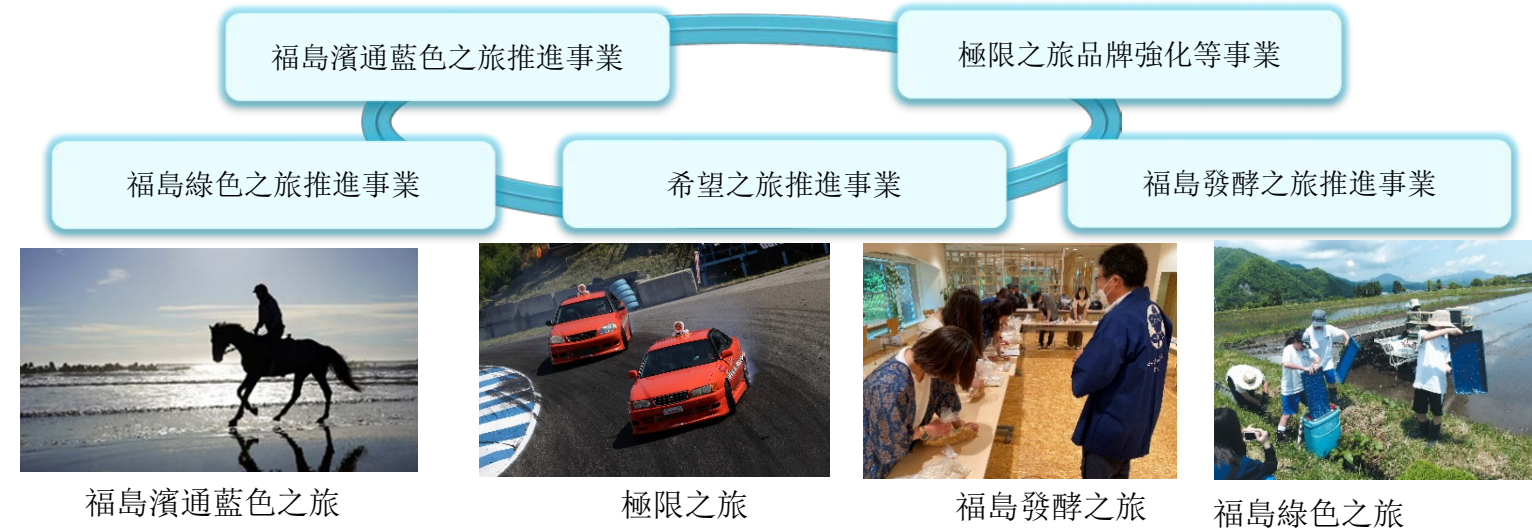 福島濱通藍色之旅推進事業
極限之旅品牌強化等事業
福島綠色之旅推進事業
希望之旅推進事業
福島發酵之旅推進事業
福島濱通藍色之旅
極限之旅
福島發酵之旅
福島綠色之旅